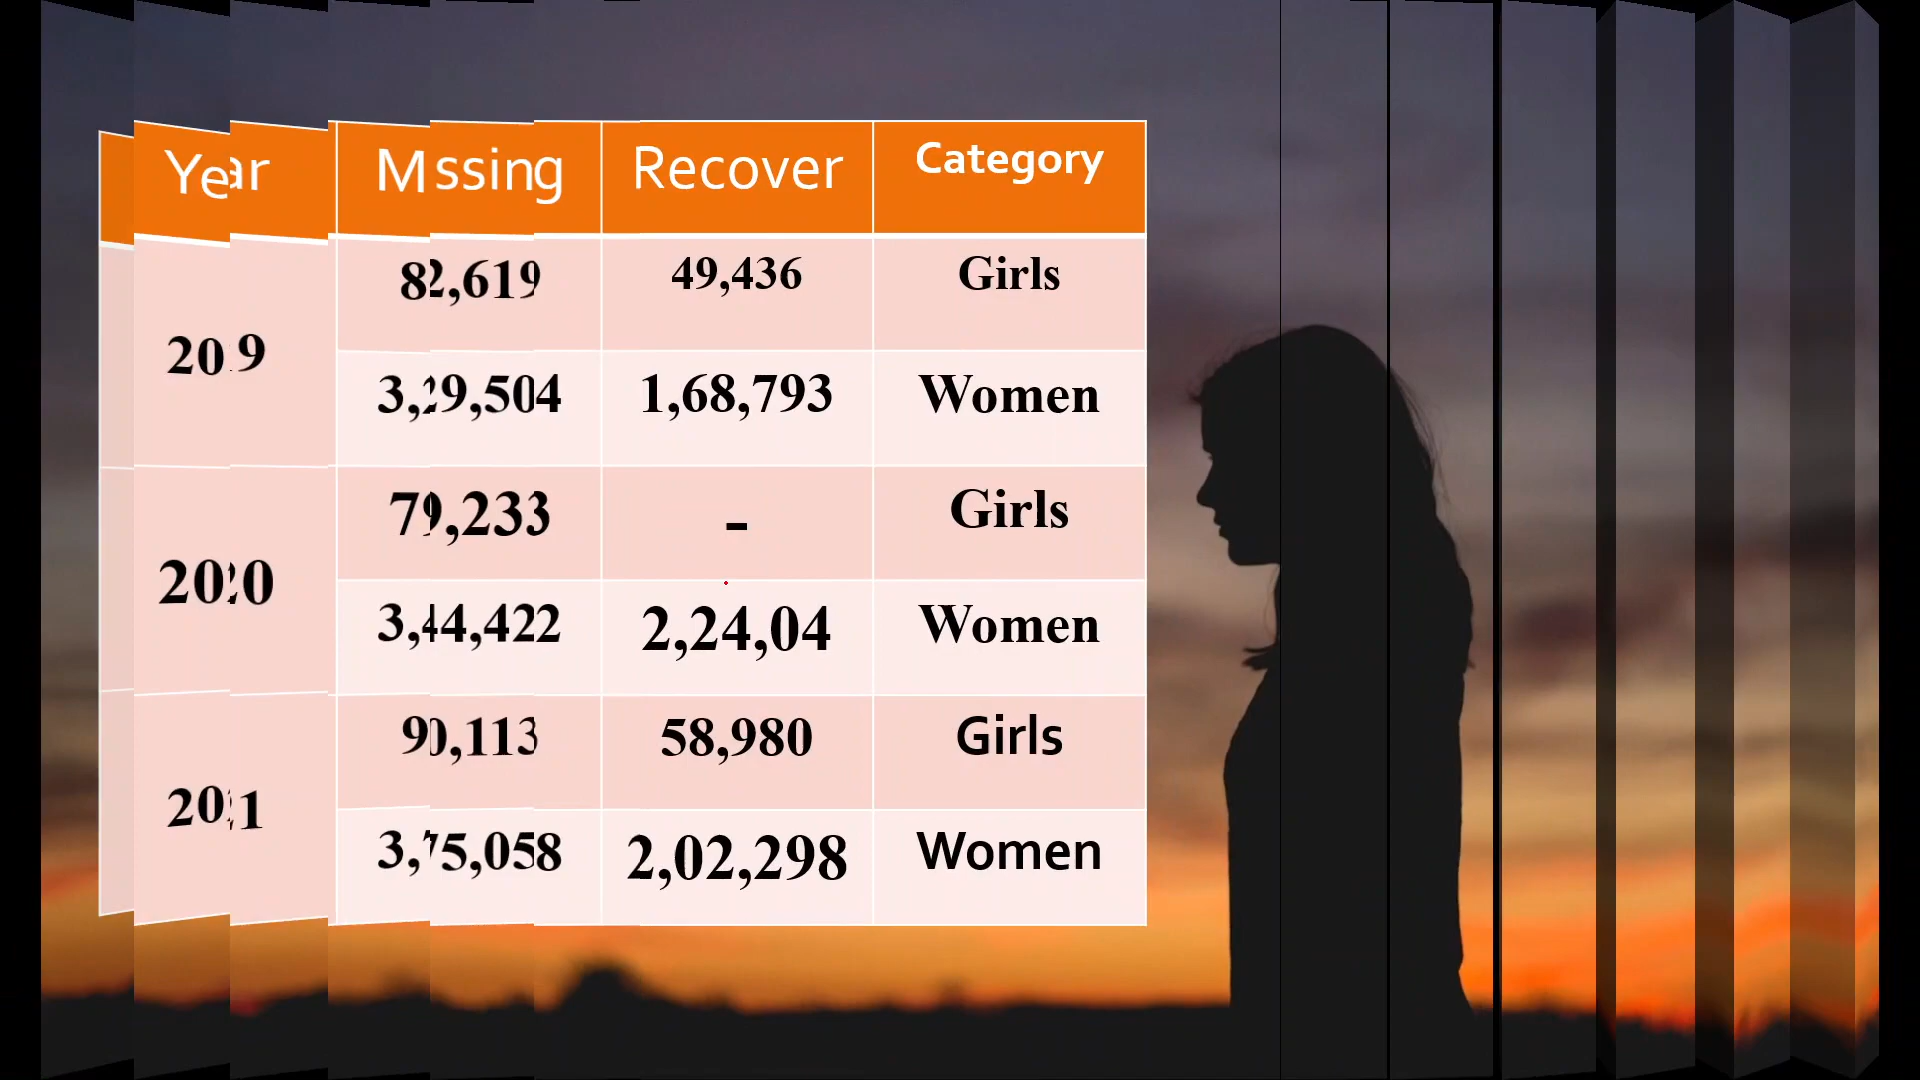 Year Missing Recover Category
2019 82,619 49,436 Girls
3,29,504 1,68,793 Women
2020 79,233 - Girls
3,44,422 2,24,04 Women
2021 90,113 58,980 Girls
3,75,058 2,02,298 Women